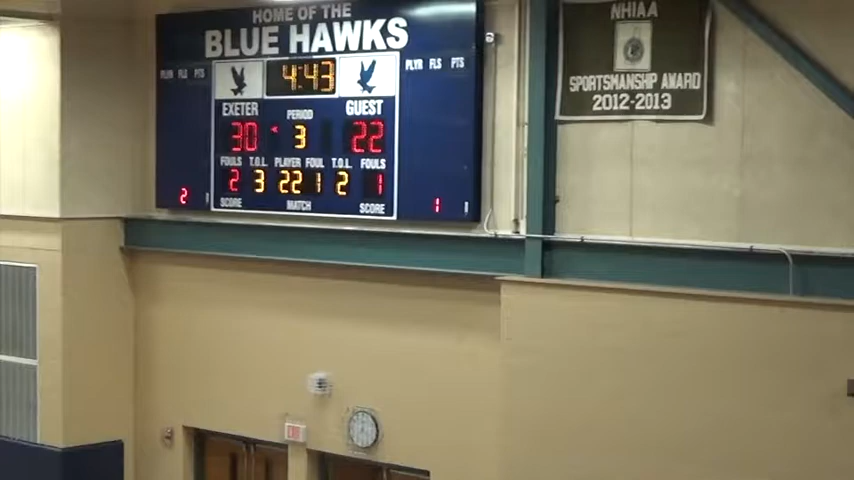 HOME OF THE
BLUE HAWKS
PLYR FLS PTS
4:43
PLYR FLS PTS
EXETER
PERIOD
GUEST
30
3
22
FOULS T.O.L. PLAYER FOUL T.O.L. FOULS
2 3 22 1 2 1
SCORE
MATCH
SCORE
2
1
NHIAA
SPORTSMANSHIP AWARD
2012-2013